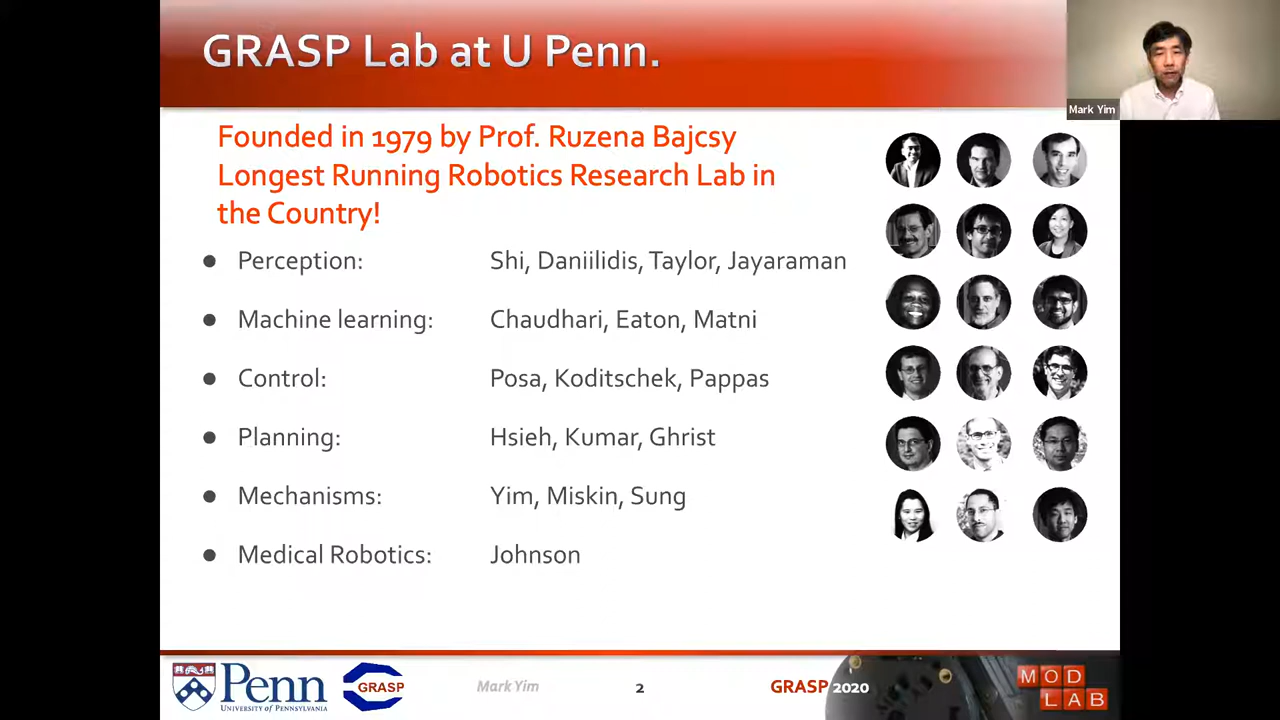 GRASP Lab at U Penn.
Mark Yim
Founded in 1979 by Prof. Ruzena Bajcsy
Longest Running Robotics Research Lab in
the Country!
● Perception: Shi, Daniilidis, Taylor, Jayaraman
● Machine learning: Chaudhari, Eaton, Matni
● Control: Posa, Koditschek, Pappas
● Planning: Hsieh, Kumar, Ghrist
● Mechanisms: Yim, Miskin, Sung
● Medical Robotics: Johnson
Penn
UNIVERSITY of PENNSYLVANIA
GRASP
Mark Yim
2
GRASP 2020
MOD
LAB